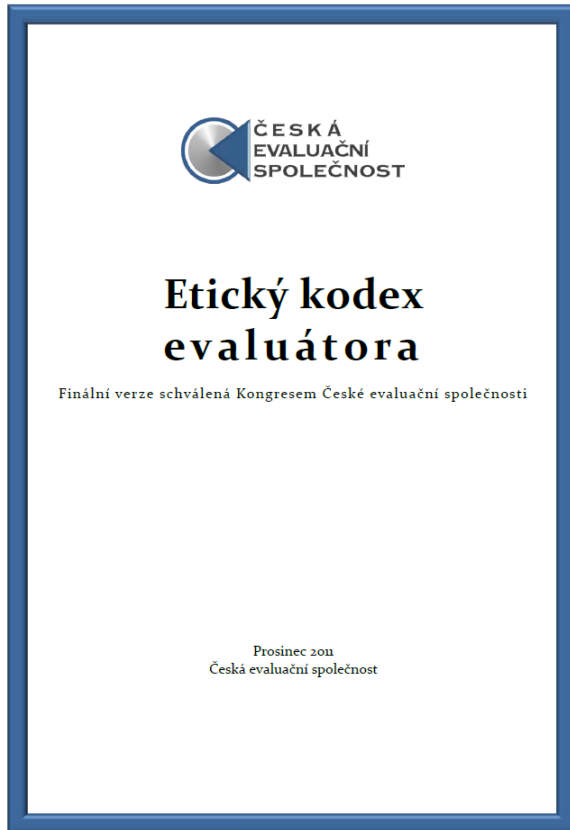 ČESKÁ
EVALUAČNÍ
SPOLEČNOST
Etický kodex
evaluátora
Finální verze schválená Kongresem České evaluační společnosti
Prosinec 2011
Česká evaluační společnost